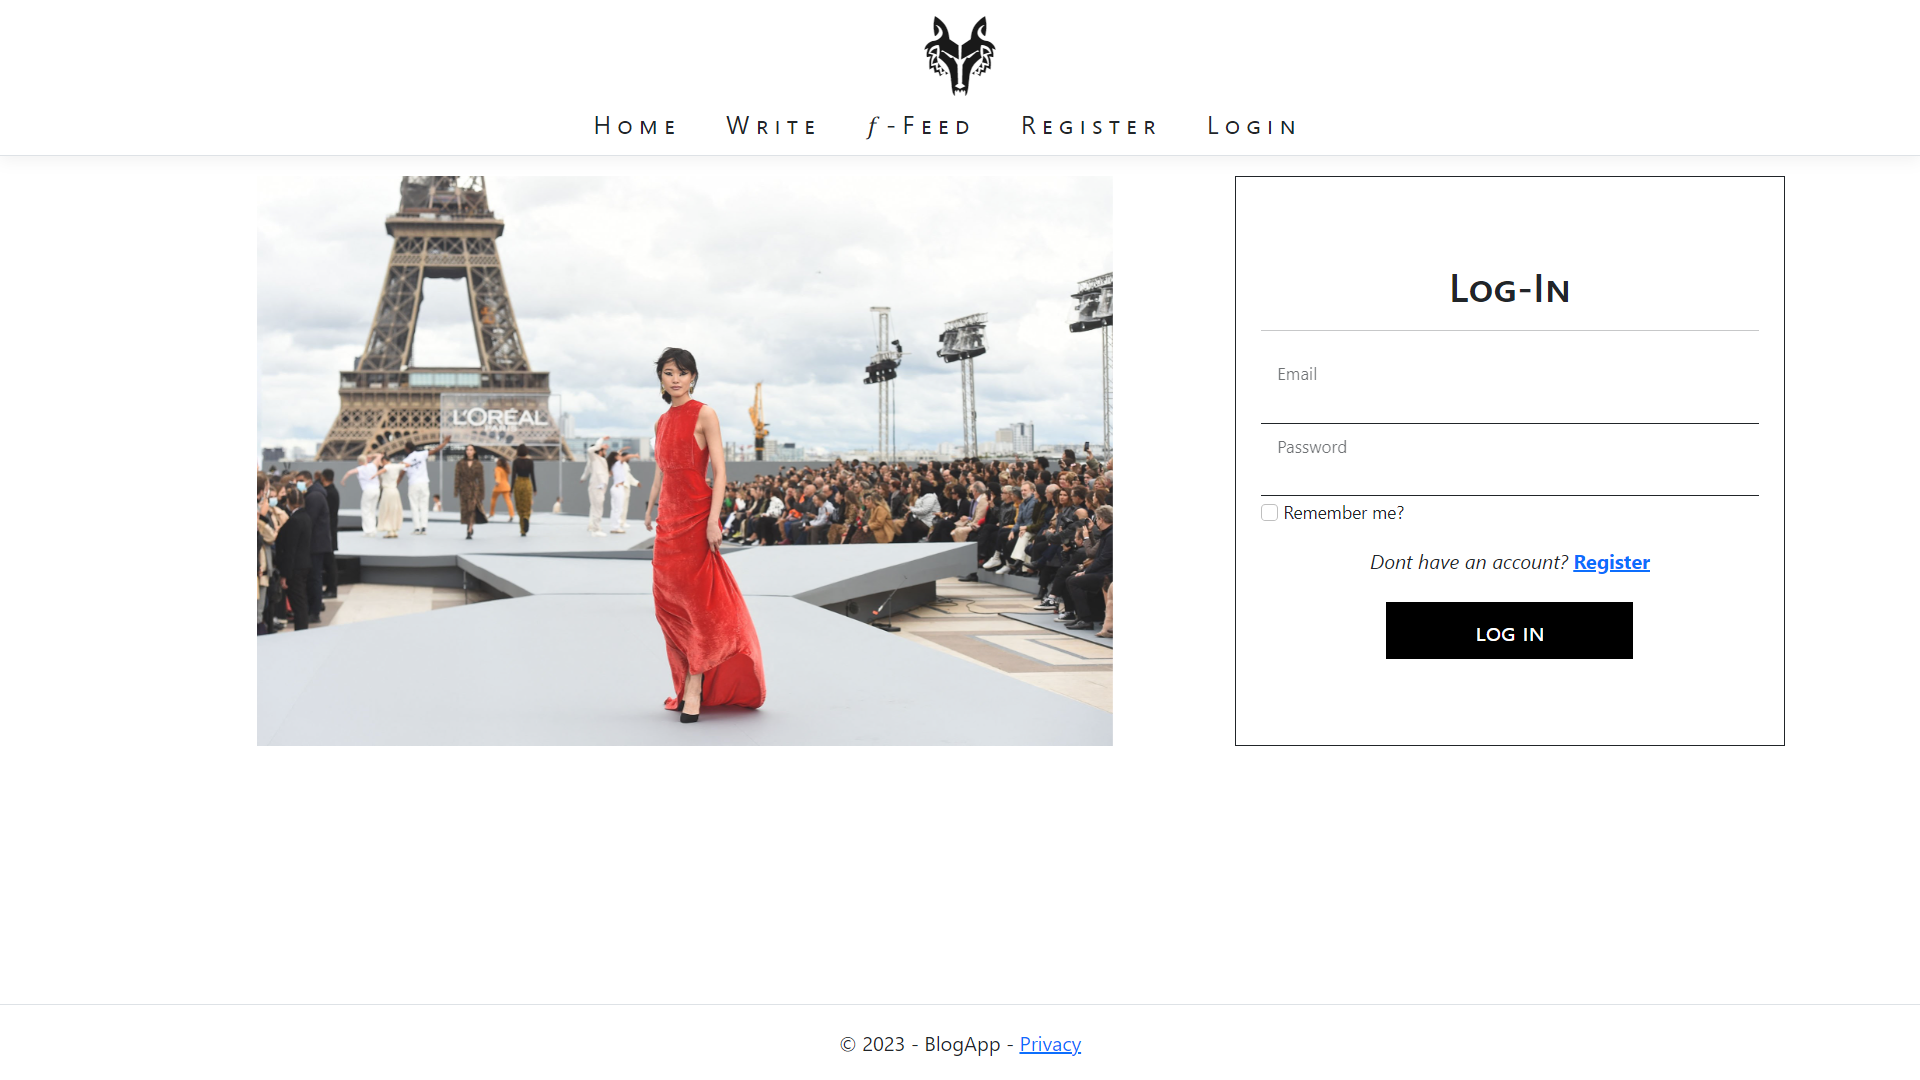 Home Write f-Feed Register Login
L'ORÉAL
PARIS
Log-In
Email
Password
Remember me?
Dont have an account? Register
LOG IN
© 2023 - BlogApp - Privacy